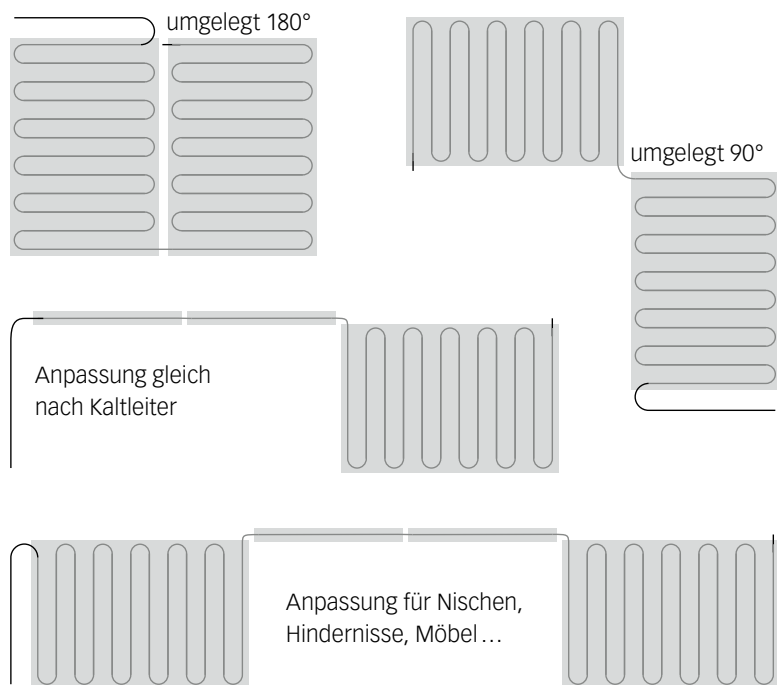 umgelegt 180°
umgelegt 90°
Anpassung gleich
nach Kaltleiter
Anpassung für Nischen,
Hindernisse, Möbel…